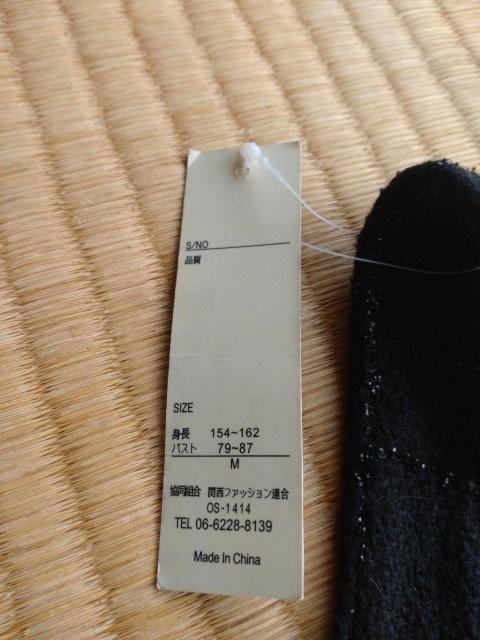 S/NO
品質
SIZE
身長 154~162
バスト 79~87
M
協同組合 関西ファッション連合
OS-1414
TEL 06-6228-8139
Made In China